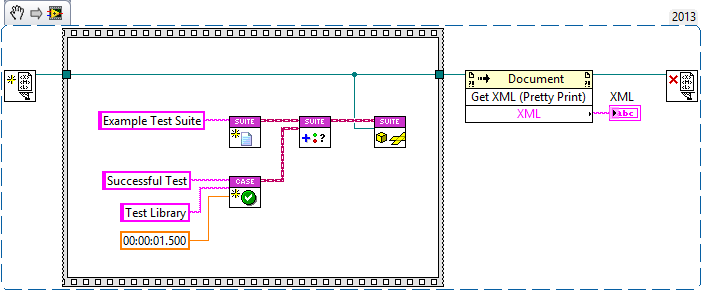 2013
Document
Get XML (Pretty Print)
XML
XML
abc
Example Test Suite
SUITE
SUITE
SUITE
?
Successful Test
CASE
Test Library
00:00:01.500